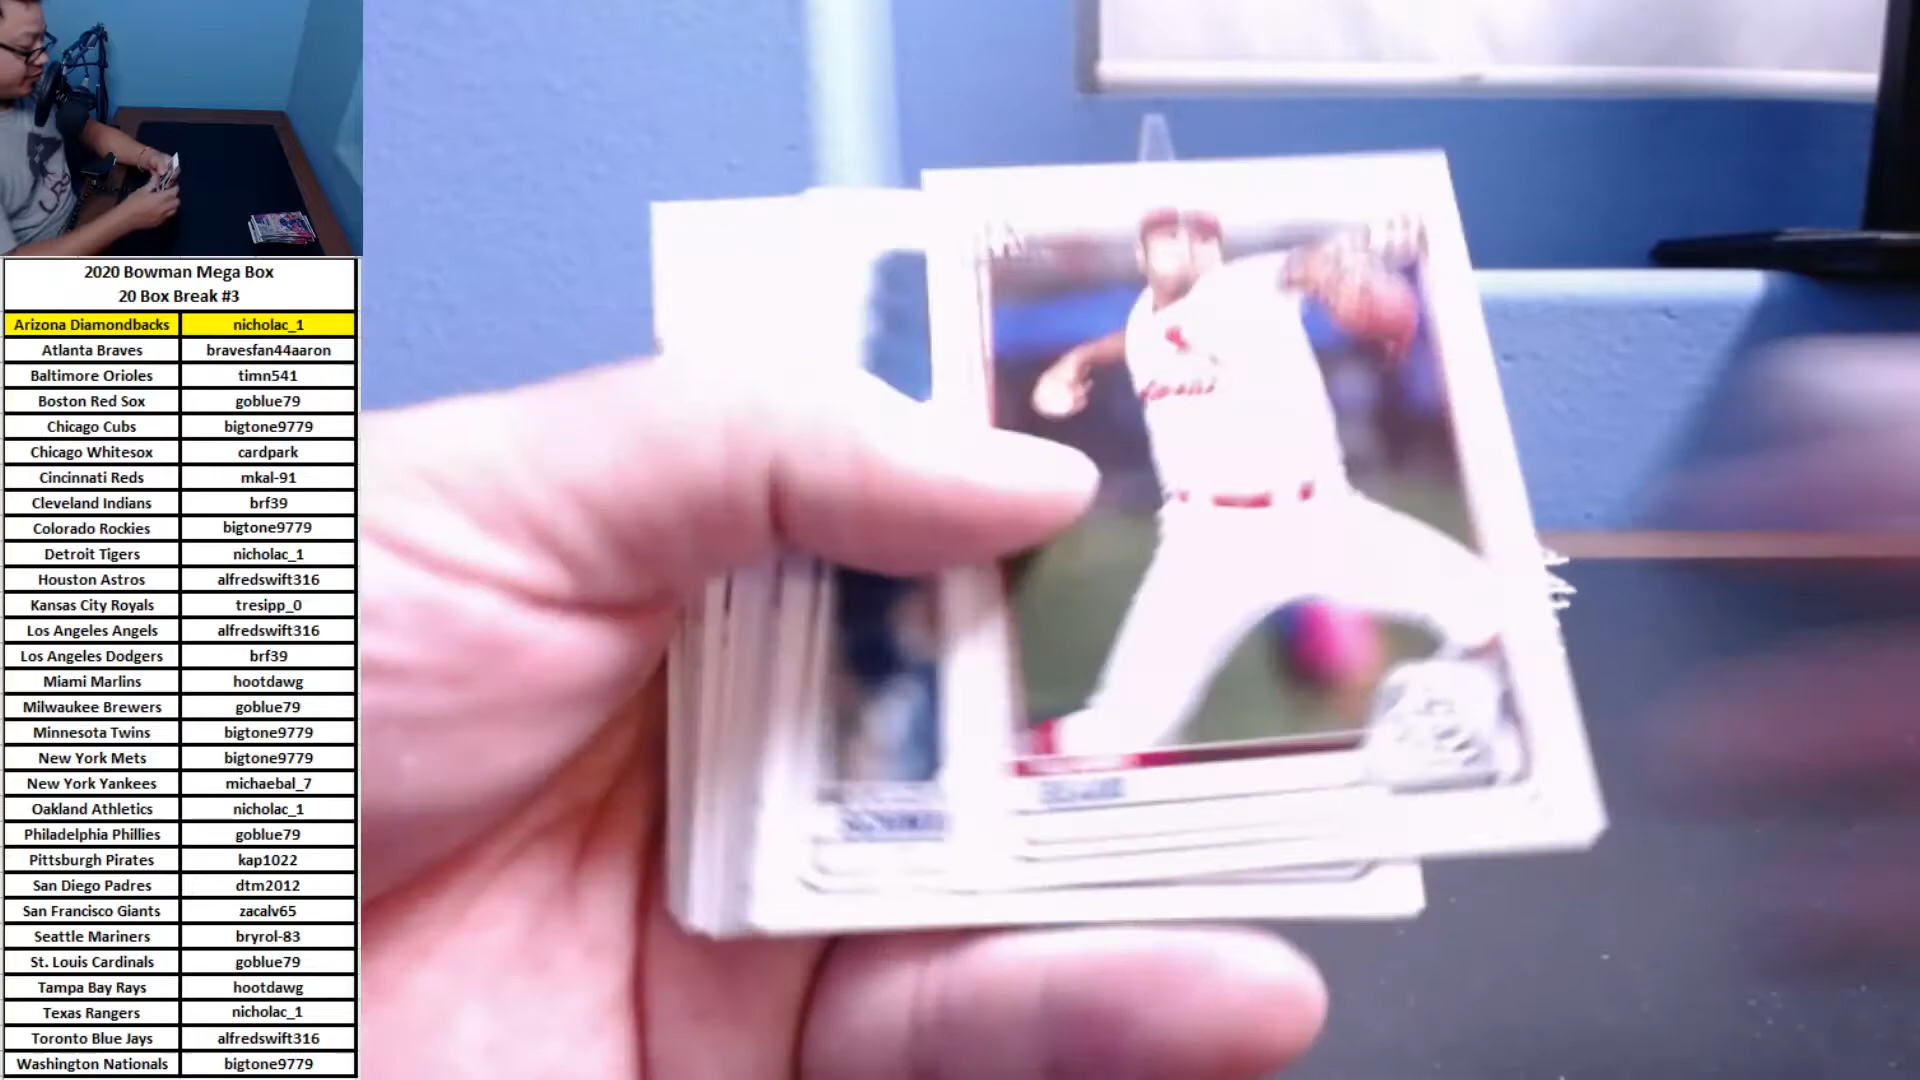 2020 Bowman Mega Box
20 Box Break #3
Arizona Diamondbacks nicholac_1
Atlanta Braves bravesfan44aaron
Baltimore Orioles timn541
Boston Red Sox goblue79
Chicago Cubs bigtone9779
Chicago Whitesox cardpark
Cincinnati Reds mkal-91
Cleveland Indians brf39
Colorado Rockies bigtone9779
Detroit Tigers nicholac_1
Houston Astros alfredswift316
Kansas City Royals tresipp_0
Los Angeles Angels alfredswift316
Los Angeles Dodgers brf39
Miami Marlins hootdawg
Milwaukee Brewers goblue79
Minnesota Twins bigtone9779
New York Mets bigtone9779
New York Yankees michaebal_7
Oakland Athletics nicholac_1
Philadelphia Phillies goblue79
Pittsburgh Pirates kap1022
San Diego Padres dtm2012
San Francisco Giants zacalv65
Seattle Mariners bryrol-83
St. Louis Cardinals goblue79
Tampa Bay Rays hootdawg
Texas Rangers nicholac_1
Toronto Blue Jays alfredswift316
Washington Nationals bigtone9779